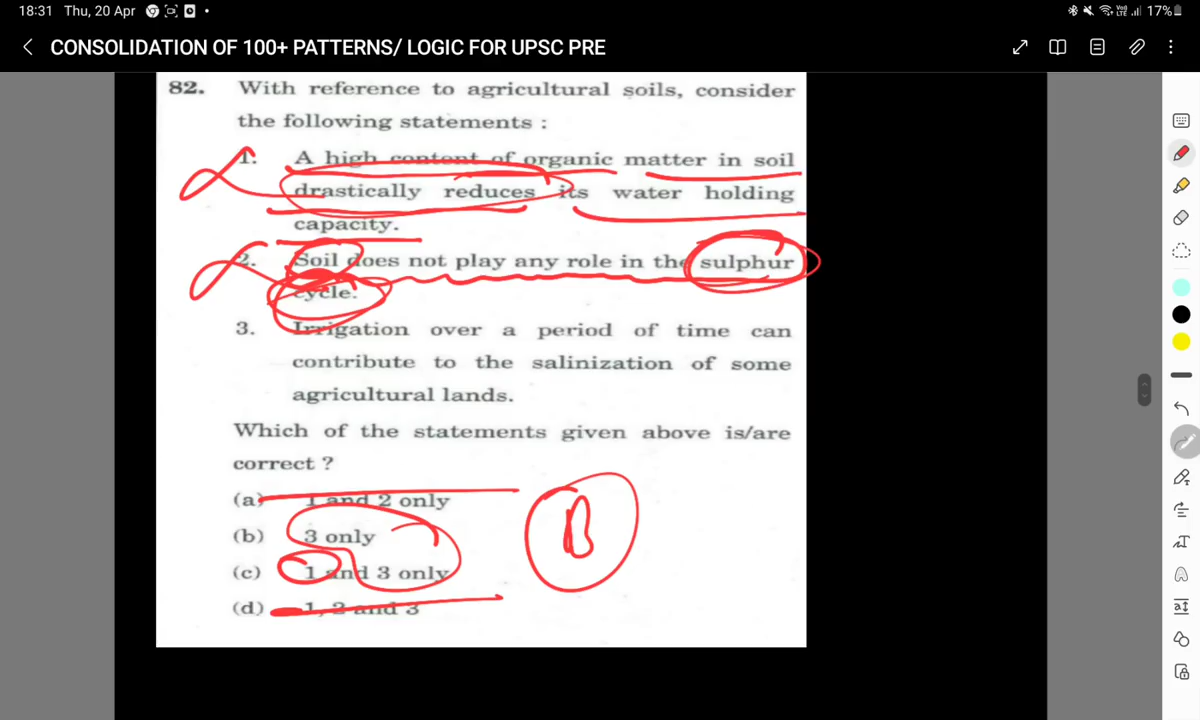 18:31 Thu, 20 Apr 17%
CONSOLIDATION OF 100+ PATTERNS/ LOGIC FOR UPSC PRE
82. With reference to agricultural soils, consider
the following statements :
1. A high content of organic matter in soil
drastically reduces its water holding
capacity.
2. Soil does not play any role in the sulphur
cycle.
3. Irrigation over a period of time can
contribute to the salinization of some
agricultural lands.
Which of the statements given above is/are
correct ?
(a) 1 and 2 only
(b) 3 only
(c) 1 and 3 only
(d) 1, 2 and 3
B